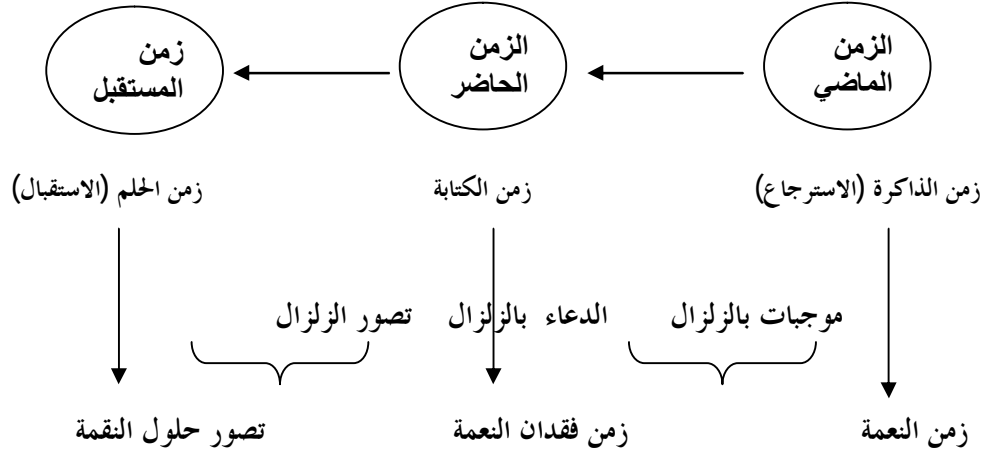 الزمن
الماضي
الزمن
الحاضر
زمن
المستقبل
زمن الذاكرة (الاسترجاع)
زمن الكتابة
زمن الحلم (الاستقبال)
موجبات بالزلزال
الدعاء بالزلزال
تصور الزلزال
زمن النعمة
زمن فقدان النعمة
تصور حلول النقمة